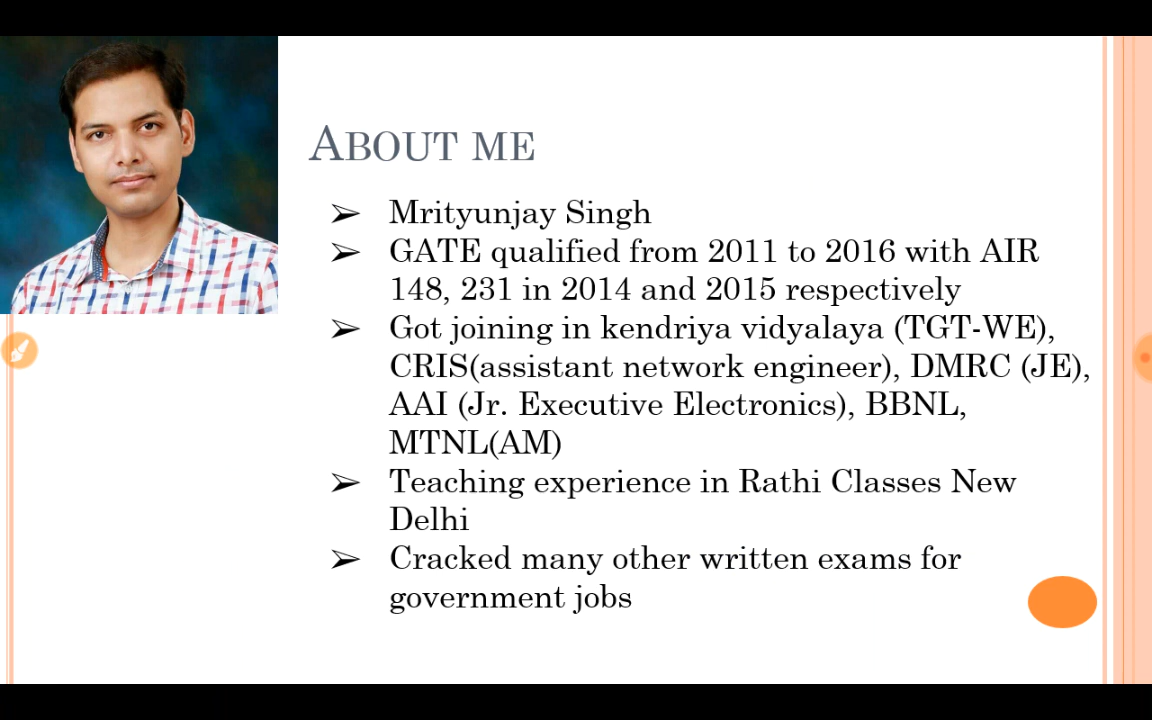 ABOUT ME
➢ Mrityunjay Singh
➢ GATE qualified from 2011 to 2016 with AIR
148, 231 in 2014 and 2015 respectively
➢ Got joining in kendriya vidyalaya (TGT-WE),
CRIS(assistant network engineer), DMRC (JE),
AAI (Jr. Executive Electronics), BBNL,
MTNL(AM)
➢ Teaching experience in Rathi Classes New
Delhi
➢ Cracked many other written exams for
government jobs